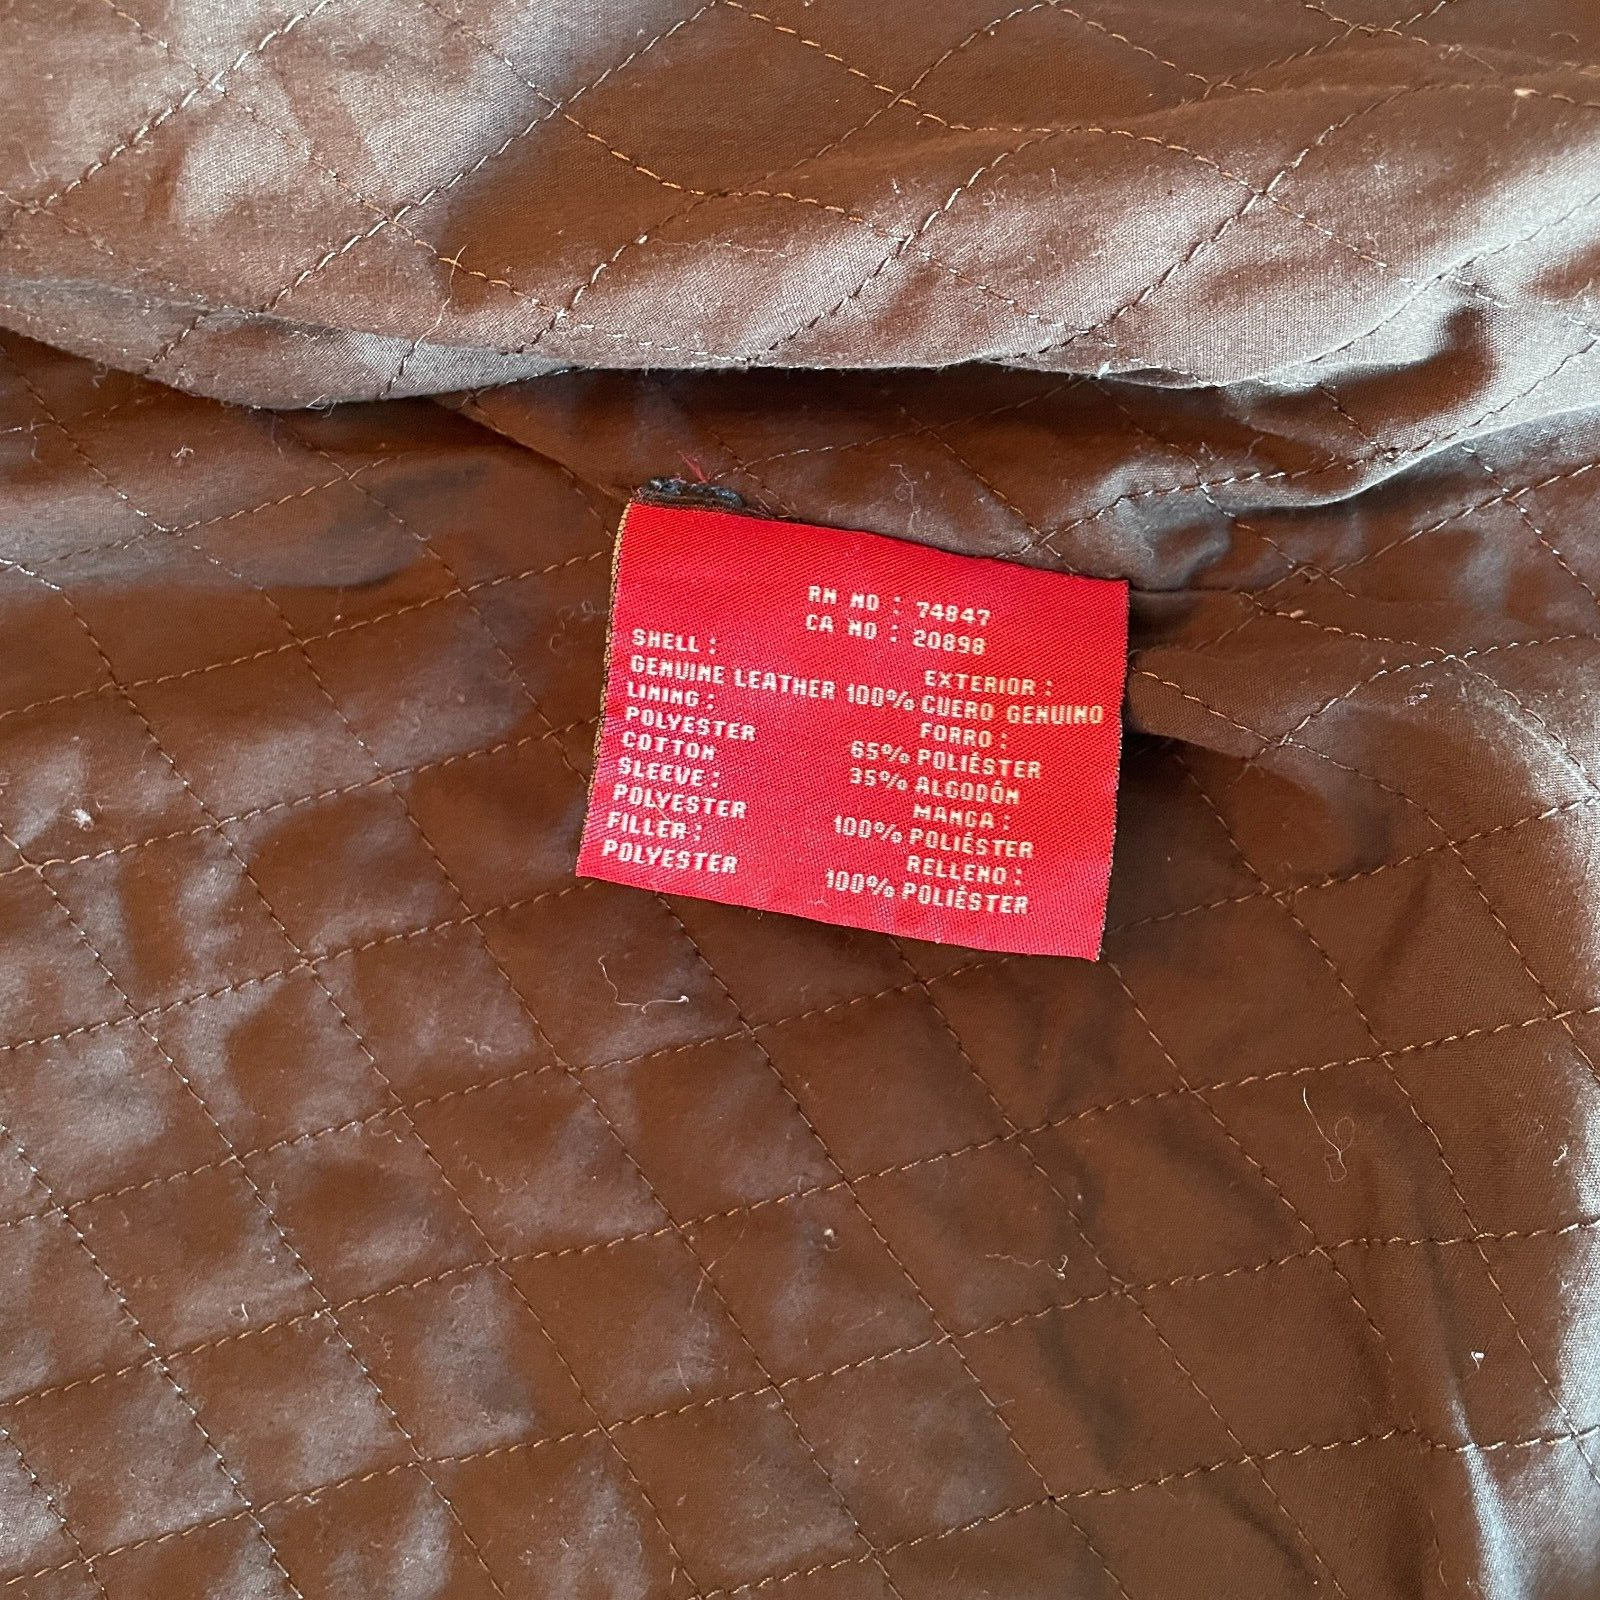 RN NO : 74847
CA NO : 20898
SHELL : EXTERIOR :
GENUINE LEATHER 100% CUERO GENUINO
LINING : FORRO :
POLYESTER 65% POLIÉSTER
COTTON 35% ALGODÓN
SLEEVE : MANGA :
POLYESTER 100% POLIÉSTER
FILLER : RELLENO :
POLYESTER 100% POLIÉSTER